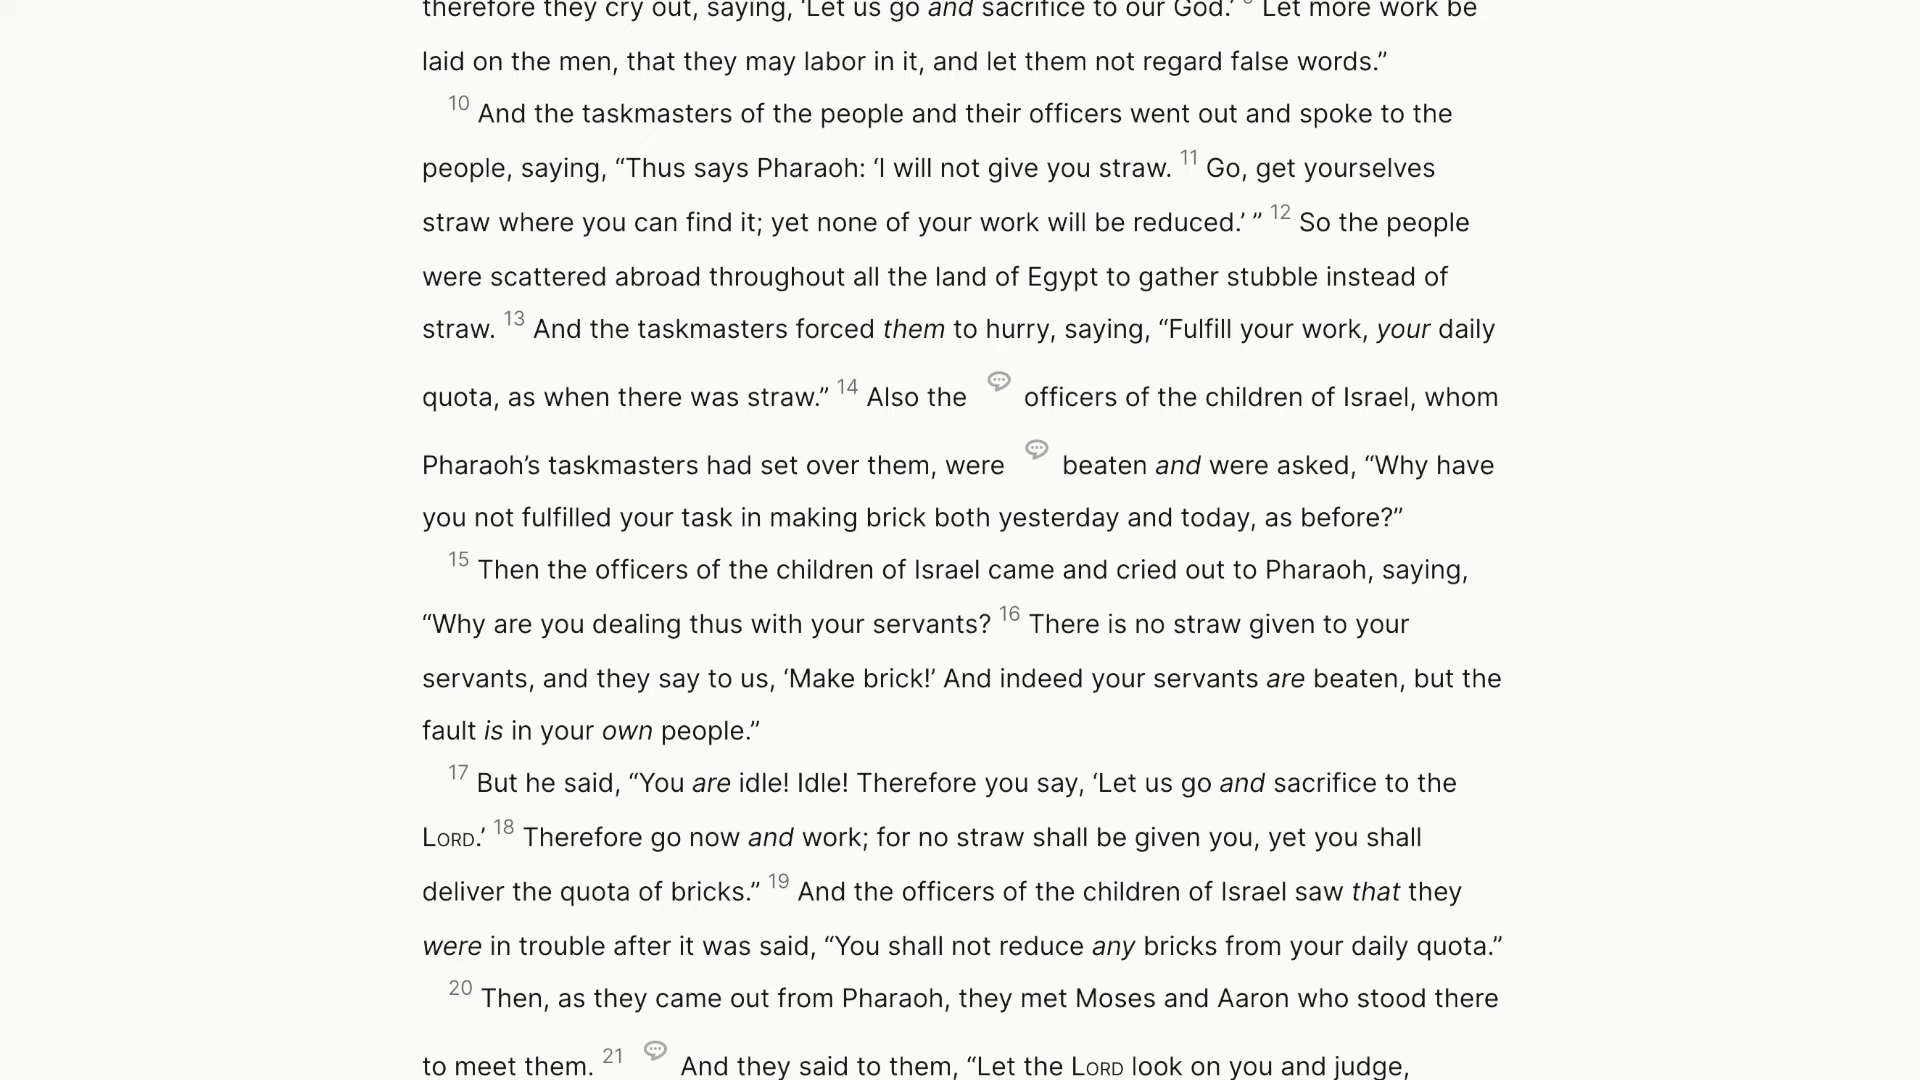 therefore they cry out, saying, ‘Let us go and sacrifice to our God.’ Let more work be
laid on the men, that they may labor in it, and let them not regard false words.”
10 And the taskmasters of the people and their officers went out and spoke to the
people, saying, “Thus says Pharaoh: ‘I will not give you straw. 11 Go, get yourselves
straw where you can find it; yet none of your work will be reduced.’ ” 12 So the people
were scattered abroad throughout all the land of Egypt to gather stubble instead of
straw. 13 And the taskmasters forced them to hurry, saying, “Fulfill your work, your daily
quota, as when there was straw.” 14 Also the officers of the children of Israel, whom
Pharaoh’s taskmasters had set over them, were beaten and were asked, “Why have
you not fulfilled your task in making brick both yesterday and today, as before?”
15 Then the officers of the children of Israel came and cried out to Pharaoh, saying,
“Why are you dealing thus with your servants? 16 There is no straw given to your
servants, and they say to us, ‘Make brick!’ And indeed your servants are beaten, but the
fault is in your own people.”
17 But he said, “You are idle! Idle! Therefore you say, ‘Let us go and sacrifice to the
LORD.’ 18 Therefore go now and work; for no straw shall be given you, yet you shall
deliver the quota of bricks.” 19 And the officers of the children of Israel saw that they
were in trouble after it was said, “You shall not reduce any bricks from your daily quota.”
20 Then, as they came out from Pharaoh, they met Moses and Aaron who stood there
to meet them. 21 And they said to them, “Let the LORD look on you and judge,